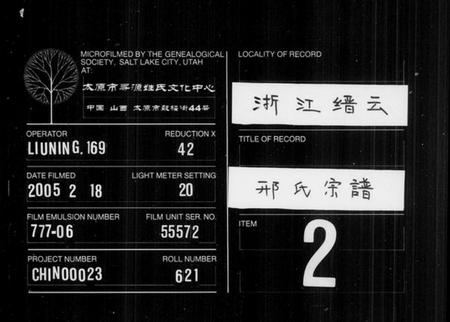 MICROFILMED BY THE GENEALOGICAL
SOCIETY, SALT LAKE CITY, UTAH
AT:
太原市寻源姓氏文化中心
中国 山西 太原市鼓楼街44号
OPERATOR
LIUNING.169
REDUCTION X
42
DATE FILMED
2005 2 18
LIGHT METER SETTING
20
FILM EMULSION NUMBER
777-06
FILM UNIT SER. NO.
55572
PROJECT NUMBER
CHIN00023
ROLL NUMBER
621
LOCALITY OF RECORD
浙江缙云
TITLE OF RECORD
邢氏宗譜
ITEM
2